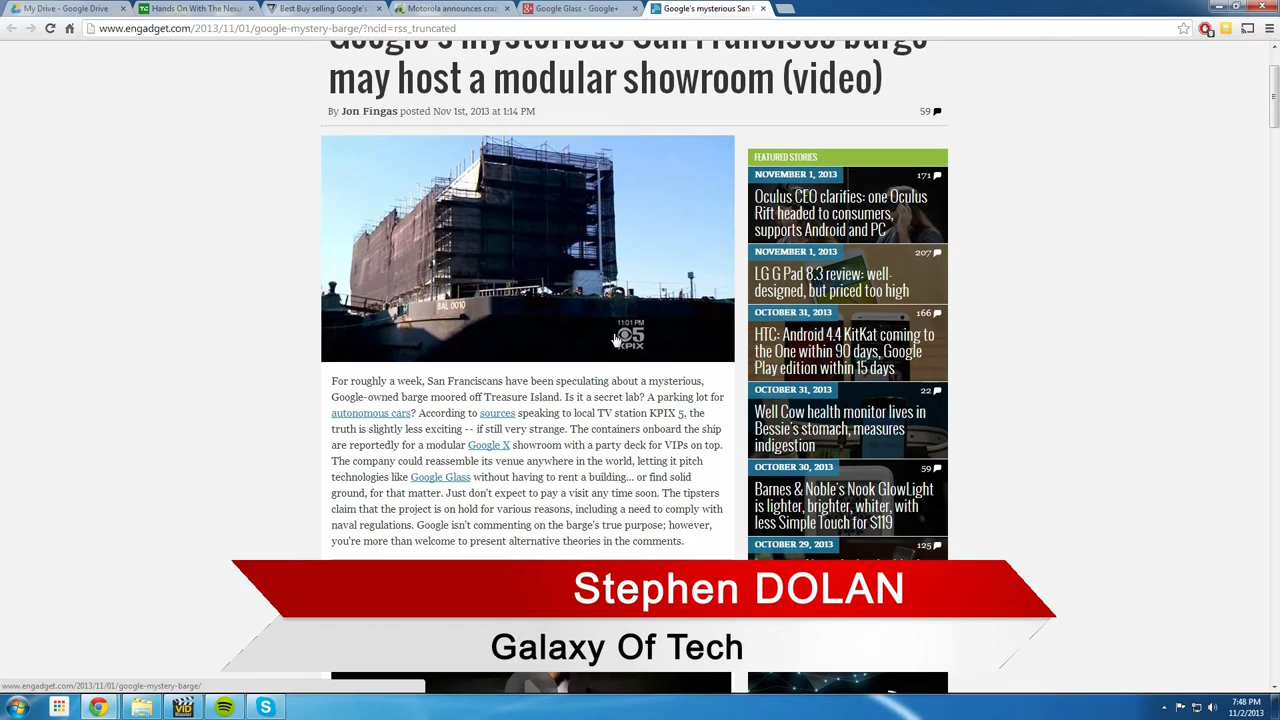 My Drive - Google Drive
Hands On With The Nexu
Best Buy selling Google's
Motorola announces craz
Google Glass - Google+
Google's mysterious San F
www.engadget.com/2013/11/01/google-mystery-barge/?ncid=rss_truncated
Google's mysterious San Francisco barge
may host a modular showroom (video)
By Jon Fingas posted Nov 1st, 2013 at 1:14 PM
59
BAL 0010
11:01 PM
5
KPIX
For roughly a week, San Franciscans have been speculating about a mysterious,
Google-owned barge moored off Treasure Island. Is it a secret lab? A parking lot for
autonomous cars? According to sources speaking to local TV station KPIX 5, the
truth is slightly less exciting -- if still very strange. The containers onboard the ship
are reportedly for a modular Google X showroom with a party deck for VIPs on top.
The company could reassemble its venue anywhere in the world, letting it pitch
technologies like Google Glass without having to rent a building... or find solid
ground, for that matter. Just don't expect to pay a visit any time soon. The tipsters
claim that the project is on hold for various reasons, including a need to comply with
naval regulations. Google isn't commenting on the barge's true purpose; however,
you're more than welcome to present alternative theories in the comments.
FEATURED STORIES
NOVEMBER 1, 2013
171
Oculus CEO clarifies: one Oculus
Rift headed to consumers,
supports Android and PC
NOVEMBER 1, 2013
207
LG G Pad 8.3 review: well-
designed, but priced too high
OCTOBER 31, 2013
166
HTC: Android 4.4 KitKat coming to
the One within 90 days, Google
Play edition within 15 days
OCTOBER 31, 2013
22
Well Cow health monitor lives in
Bessie's stomach, measures
indigestion
OCTOBER 30, 2013
59
Barnes & Noble's Nook GlowLight
is lighter, brighter, whiter, with
less Simple Touch for $119
OCTOBER 29, 2013
125
Stephen DOLAN
Galaxy Of Tech
www.engadget.com/2013/11/01/google-mystery-barge/
VID
7:48 PM
11/2/2013